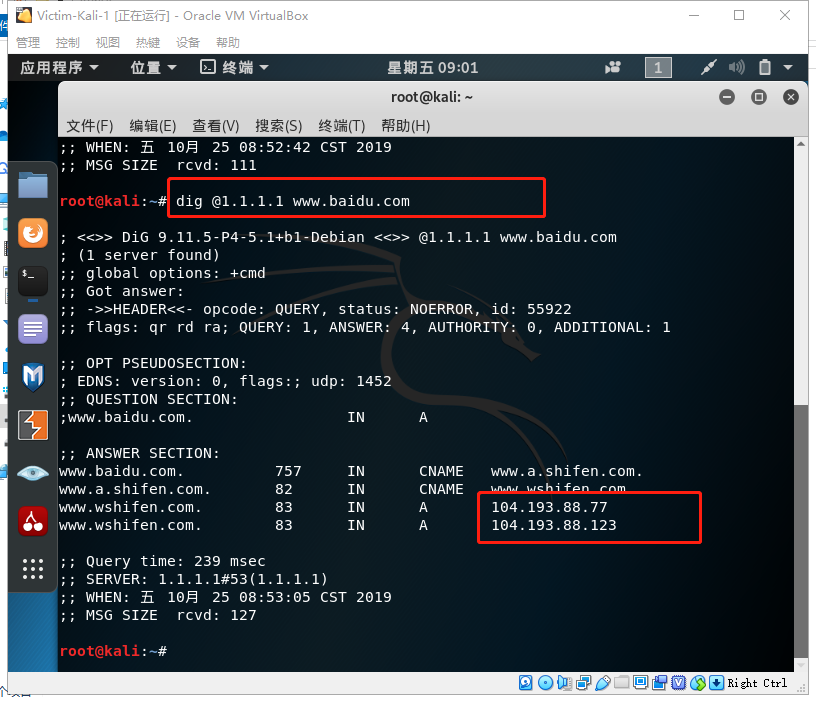 Victim-Kali-1 [正在运行] - Oracle VM VirtualBox
管理 控制 视图 热键 设备 帮助
应用程序 位置 终端 星期五 09:01 1
root@kali: ~
文件(F) 编辑(E) 查看(V) 搜索(S) 终端(T) 帮助(H)
;; WHEN: 五 10月 25 08:52:42 CST 2019
;; MSG SIZE  rcvd: 111
root@kali:~# dig @1.1.1.1 www.baidu.com
; <<>> DiG 9.11.5-P4-5.1+b1-Debian <<>> @1.1.1.1 www.baidu.com
; (1 server found)
;; global options: +cmd
;; Got answer:
;; ->>HEADER<<- opcode: QUERY, status: NOERROR, id: 55922
;; flags: qr rd ra; QUERY: 1, ANSWER: 4, AUTHORITY: 0, ADDITIONAL: 1
;; OPT PSEUDOSECTION:
; EDNS: version: 0, flags:; udp: 1452
;; QUESTION SECTION:
;www.baidu.com. IN A
;; ANSWER SECTION:
www.baidu.com. 757 IN CNAME www.a.shifen.com.
www.a.shifen.com. 82 IN CNAME www.wshifen.com.
www.wshifen.com. 83 IN A 104.193.88.77
www.wshifen.com. 83 IN A 104.193.88.123
;; Query time: 239 msec
;; SERVER: 1.1.1.1#53(1.1.1.1)
;; WHEN: 五 10月 25 08:53:05 CST 2019
;; MSG SIZE  rcvd: 127
root@kali:~#
Right Ctrl